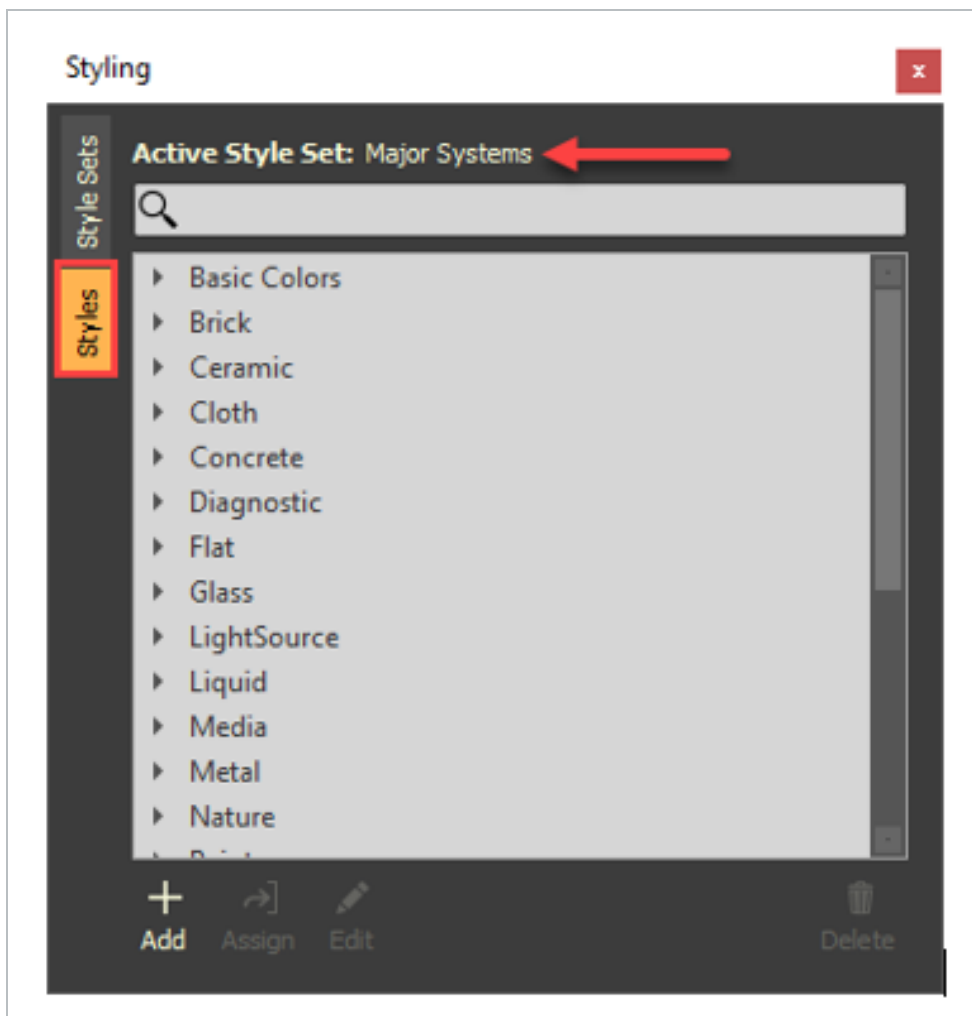 Styling
x
Style Sets
Styles
Active Style Set: Major Systems
Basic Colors
Brick
Ceramic
Cloth
Concrete
Diagnostic
Flat
Glass
LightSource
Liquid
Media
Metal
Nature
Add
Assign
Edit
Delete